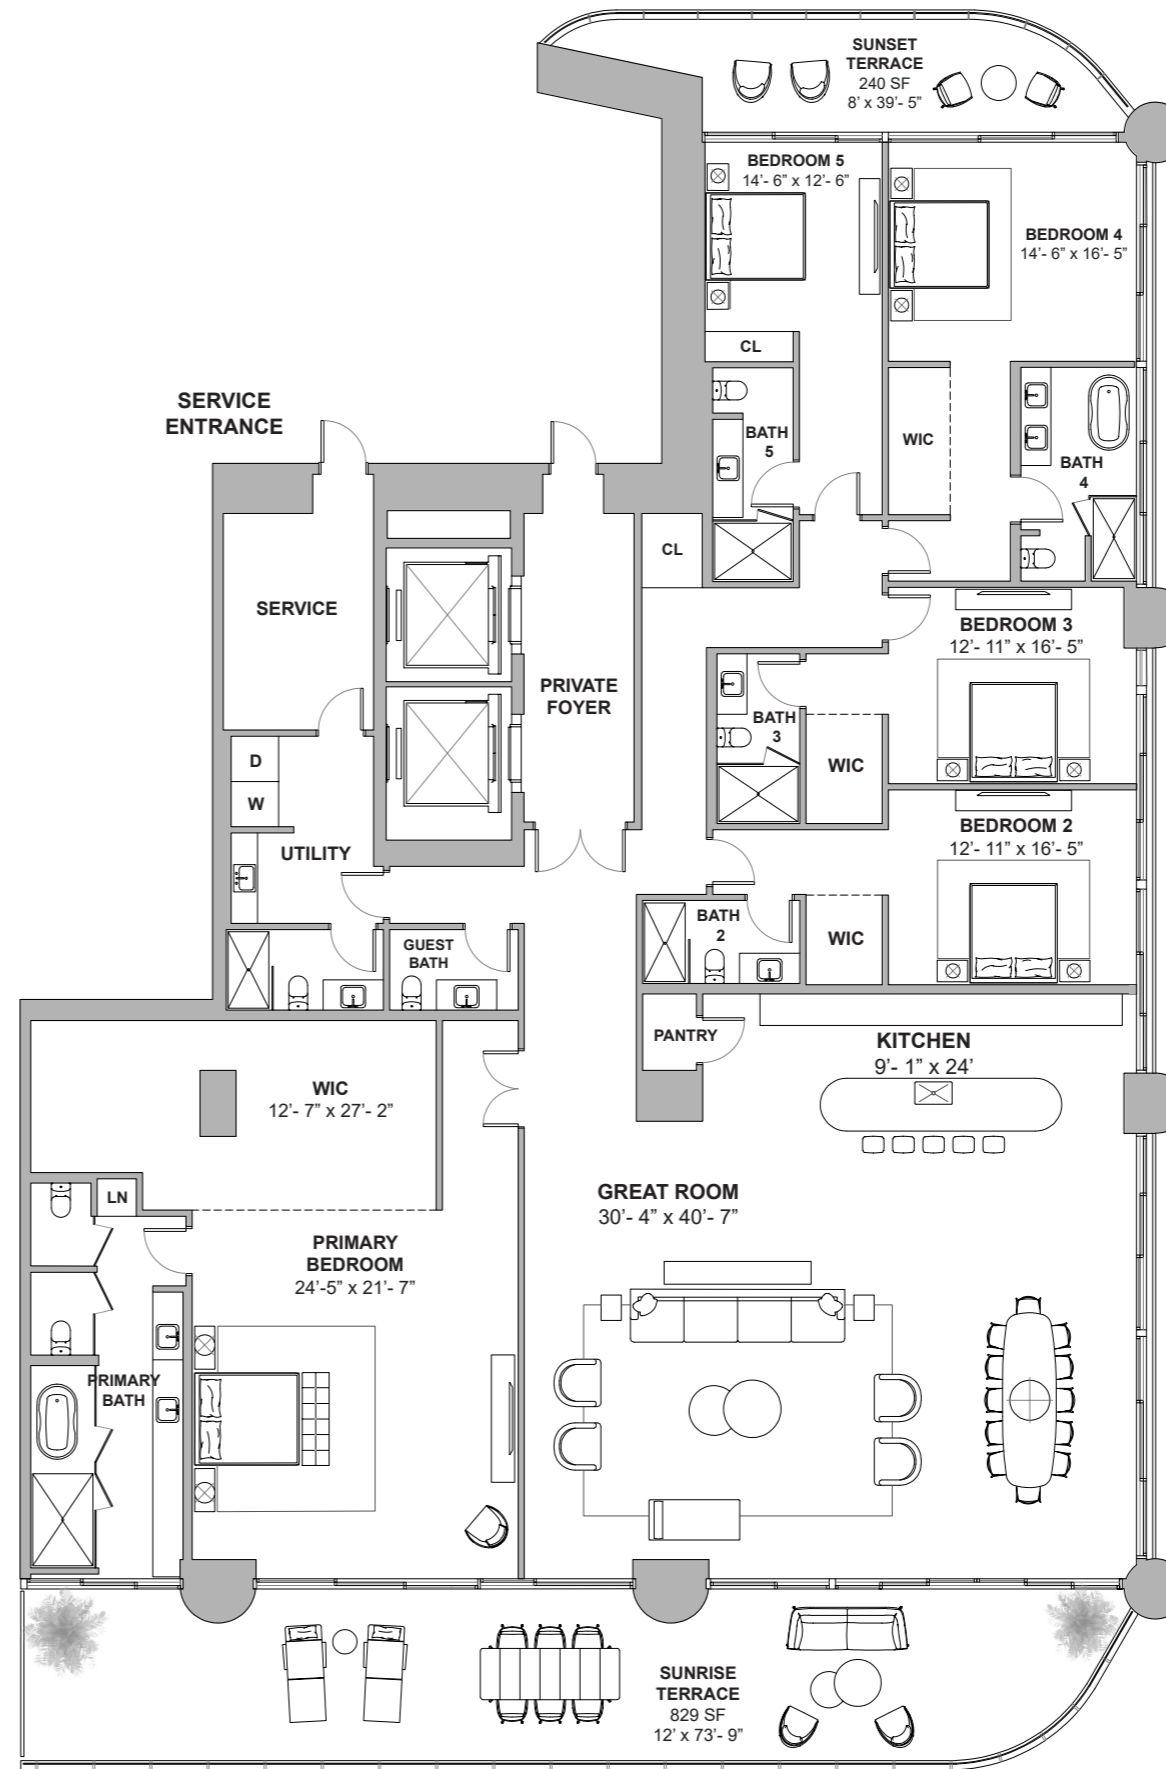 SUNSET
TERRACE
240 SF
8' x 39'- 5"
BEDROOM 5
14'- 6" x 12'- 6"
BEDROOM 4
14'- 6" x 16'- 5"
CL
SERVICE
ENTRANCE
BATH
5
WIC
BATH
4
CL
SERVICE
BEDROOM 3
12'- 11" x 16'- 5"
PRIVATE
FOYER
BATH
3
WIC
D
W
UTILITY
BEDROOM 2
12'- 11" x 16'- 5"
GUEST
BATH
BATH
2
WIC
PANTRY
KITCHEN
9'- 1" x 24'
WIC
12'- 7" x 27'- 2"
LN
GREAT ROOM
30'- 4" x 40'- 7"
PRIMARY
BEDROOM
24'-5" x 21'- 7"
PRIMARY
BATH
SUNRISE
TERRACE
829 SF
12' x 73'- 9"